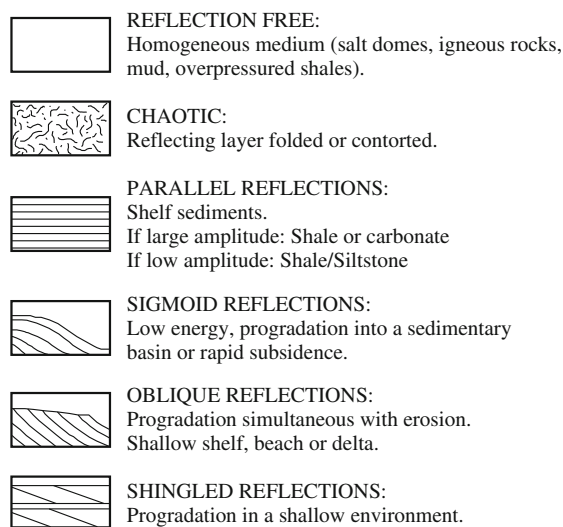 REFLECTION FREE:
Homogeneous medium (salt domes, igneous rocks,
mud, overpressured shales).
CHAOTIC:
Reflecting layer folded or contorted.
PARALLEL REFLECTIONS:
Shelf sediments.
If large amplitude: Shale or carbonate
If low amplitude: Shale/Siltstone
SIGMOID REFLECTIONS:
Low energy, progradation into a sedimentary
basin or rapid subsidence.
OBLIQUE REFLECTIONS:
Progradation simultaneous with erosion.
Shallow shelf, beach or delta.
SHINGLED REFLECTIONS:
Progradation in a shallow environment.